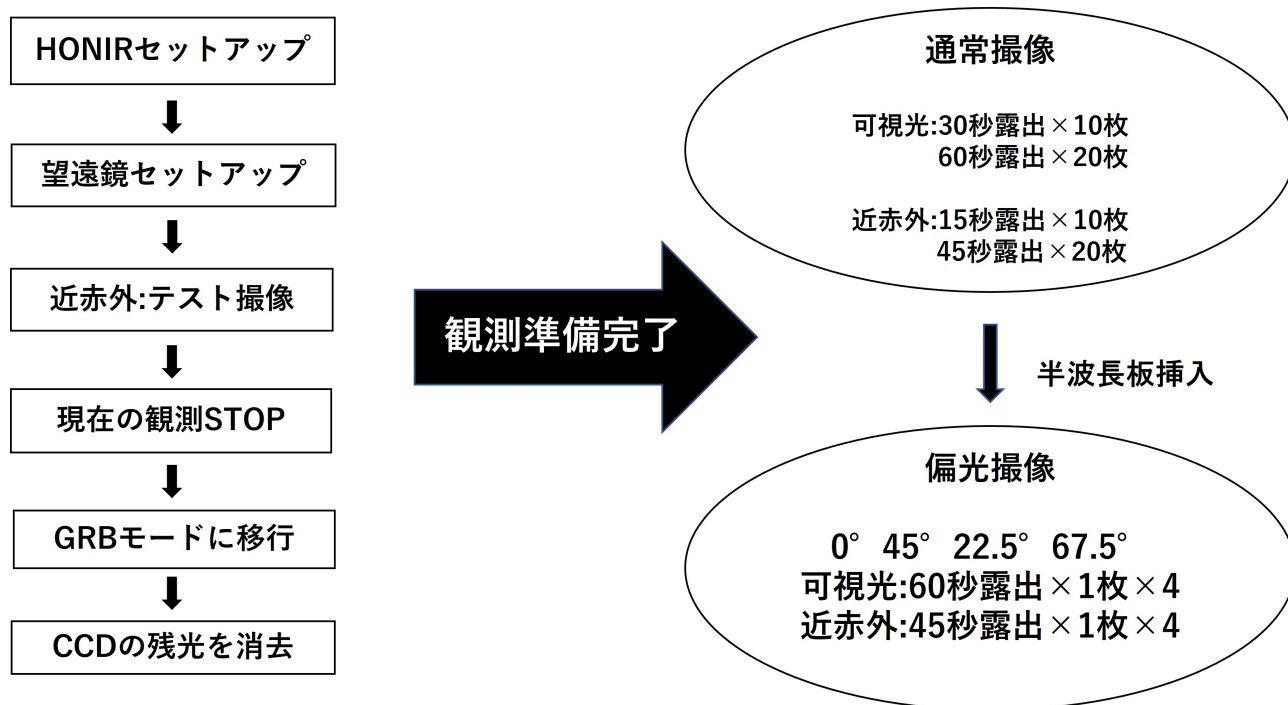 HONIRセットアップ
望遠鏡セットアップ
近赤外:テスト撮像
現在の観測STOP
GRBモードに移行
CCDの残光を消去
観測準備完了
通常撮像
可視光:30秒露出×10枚
60秒露出×20枚
近赤外:15秒露出×10枚
45秒露出×20枚
半波長板挿入
偏光撮像
0° 45° 22.5° 67.5°
可視光:60秒露出×1枚×4
近赤外:45秒露出×1枚×4